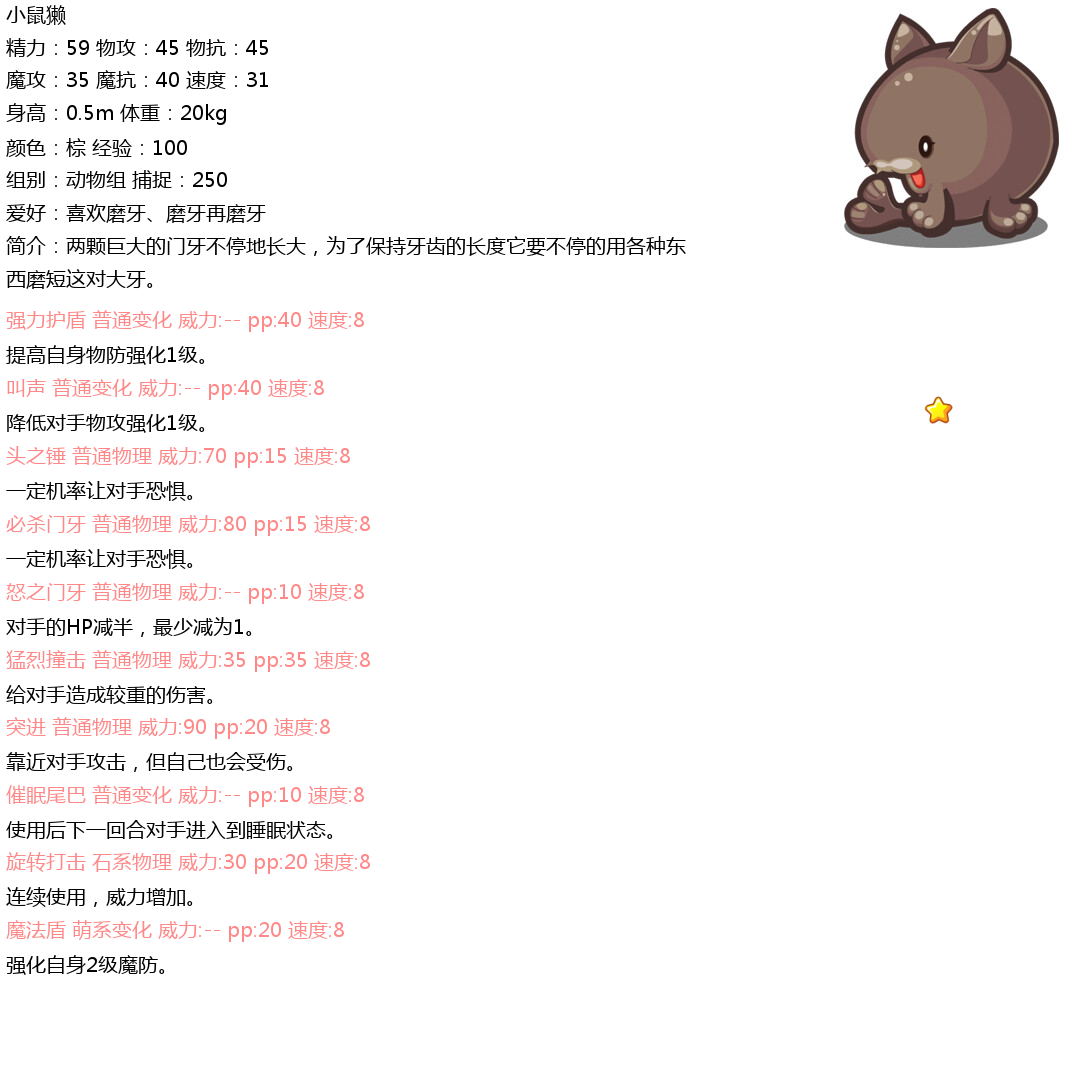 小鼠獭
精力：59 物攻：45 物抗：45
魔攻：35 魔抗：40 速度：31
身高：0.5m 体重：20kg
颜色：棕 经验：100
组别：动物组 捕捉：250
爱好：喜欢磨牙、磨牙再磨牙
简介：两颗巨大的门牙不停地长大，为了保持牙齿的长度它要不停的用各种东
西磨短这对大牙。
强力护盾 普通变化 威力:-- pp:40 速度:8
提高自身物防强化1级。
叫声 普通变化 威力:-- pp:40 速度:8
降低对手物攻强化1级。
头之锤 普通物理 威力:70 pp:15 速度:8
一定机率让对手恐惧。
必杀门牙 普通物理 威力:80 pp:15 速度:8
一定机率让对手恐惧。
怒之门牙 普通物理 威力:-- pp:10 速度:8
对手的HP减半，最少减为1。
猛烈撞击 普通物理 威力:35 pp:35 速度:8
给对手造成较重的伤害。
突进 普通物理 威力:90 pp:20 速度:8
靠近对手攻击，但自己也会受伤。
催眠尾巴 普通变化 威力:-- pp:10 速度:8
使用后下一回合对手进入到睡眠状态。
旋转打击 石系物理 威力:30 pp:20 速度:8
连续使用，威力增加。
魔法盾 萌系变化 威力:-- pp:20 速度:8
强化自身2级魔防。